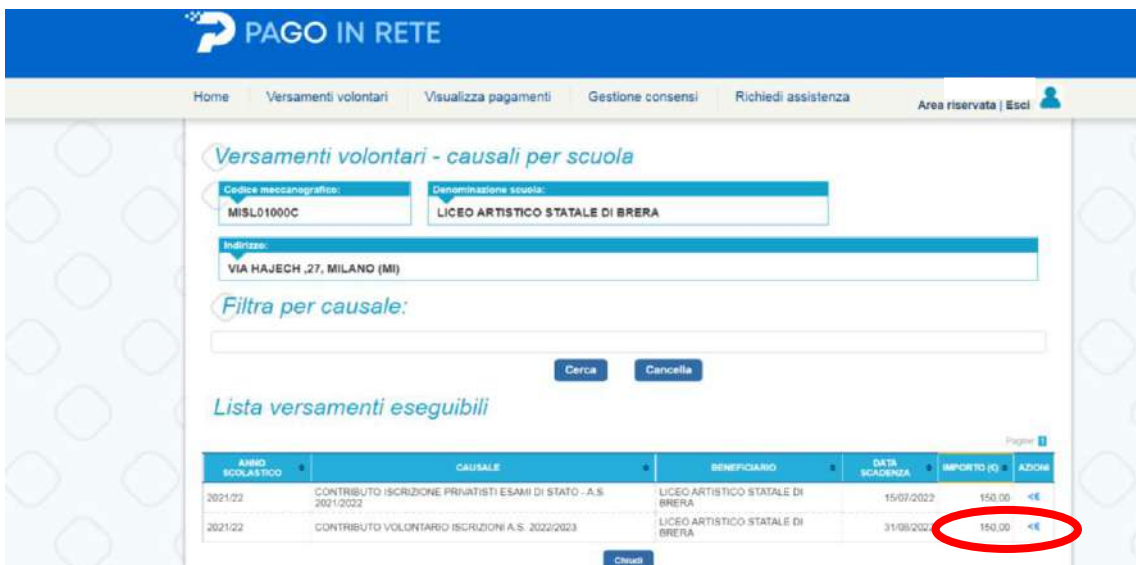 PAGO IN RETE
Home Versamenti volontari Visualizza pagamenti Gestione consensi Richiedi assistenza Area riservata | Esci
Versamenti volontari - causali per scuola
Codice meccanografico: Denominazione scuola:
MISL01000C LICEO ARTISTICO STATALE DI BRERA
Indirizzo:
VIA HAJECH ,27, MILANO (MI)
Filtra per causale:
Cerca Cancella
Lista versamenti eseguibili
Pagine: 1
ANNO SCOLASTICO CAUSALE BENEFICIARIO DATA SCADENZA IMPORTO (€) AZIONI
2021/22 CONTRIBUTO ISCRIZIONE PRIVATISTI ESAMI DI STATO - A.S. LICEO ARTISTICO STATALE DI 15/07/2022 150,00 <€
2021/2022 BRERA
2021/22 CONTRIBUTO VOLONTARIO ISCRIZIONI A.S. 2022/2023 LICEO ARTISTICO STATALE DI 31/08/2022 150,00 <€
BRERA
Chiudi